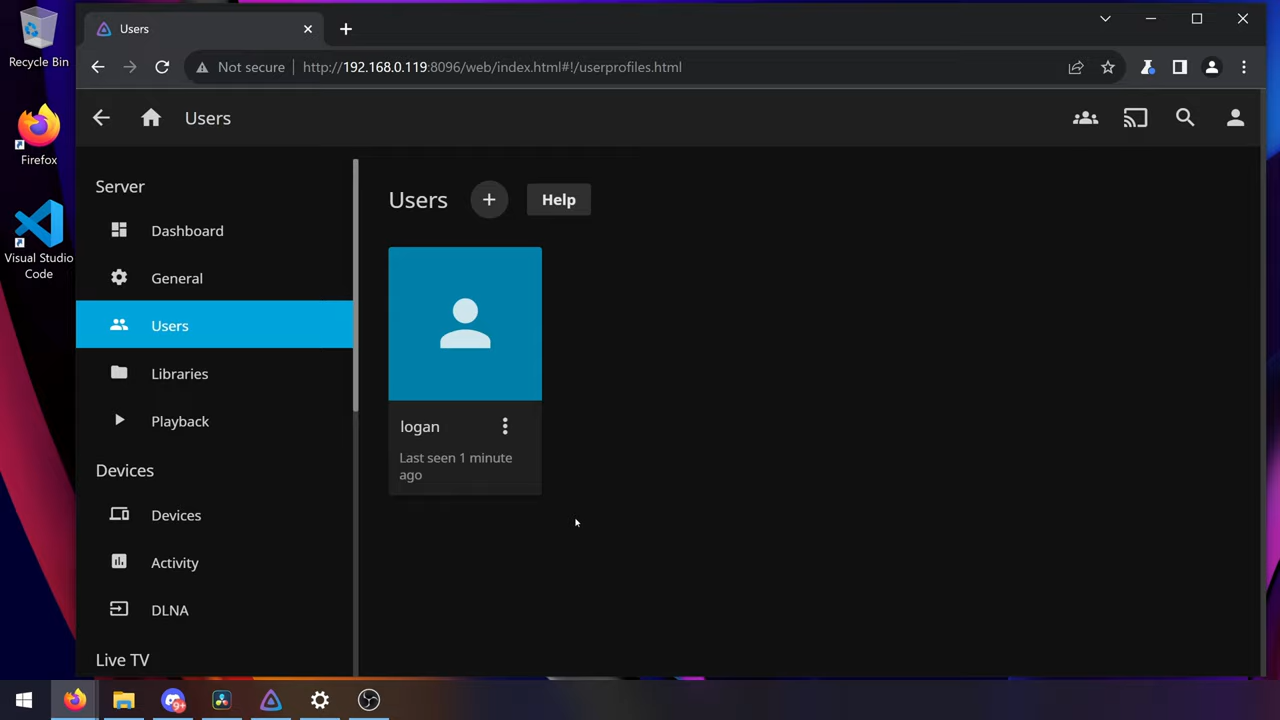 Recycle Bin
Firefox
Visual Studio
Code
Users
Not secure
http://192.168.0.119:8096/web/index.html#!/userprofiles.html
Users
Server
Dashboard
General
Users
Libraries
Playback
Devices
Devices
Activity
DLNA
Live TV
Users
Help
logan
Last seen 1 minute
ago
9+